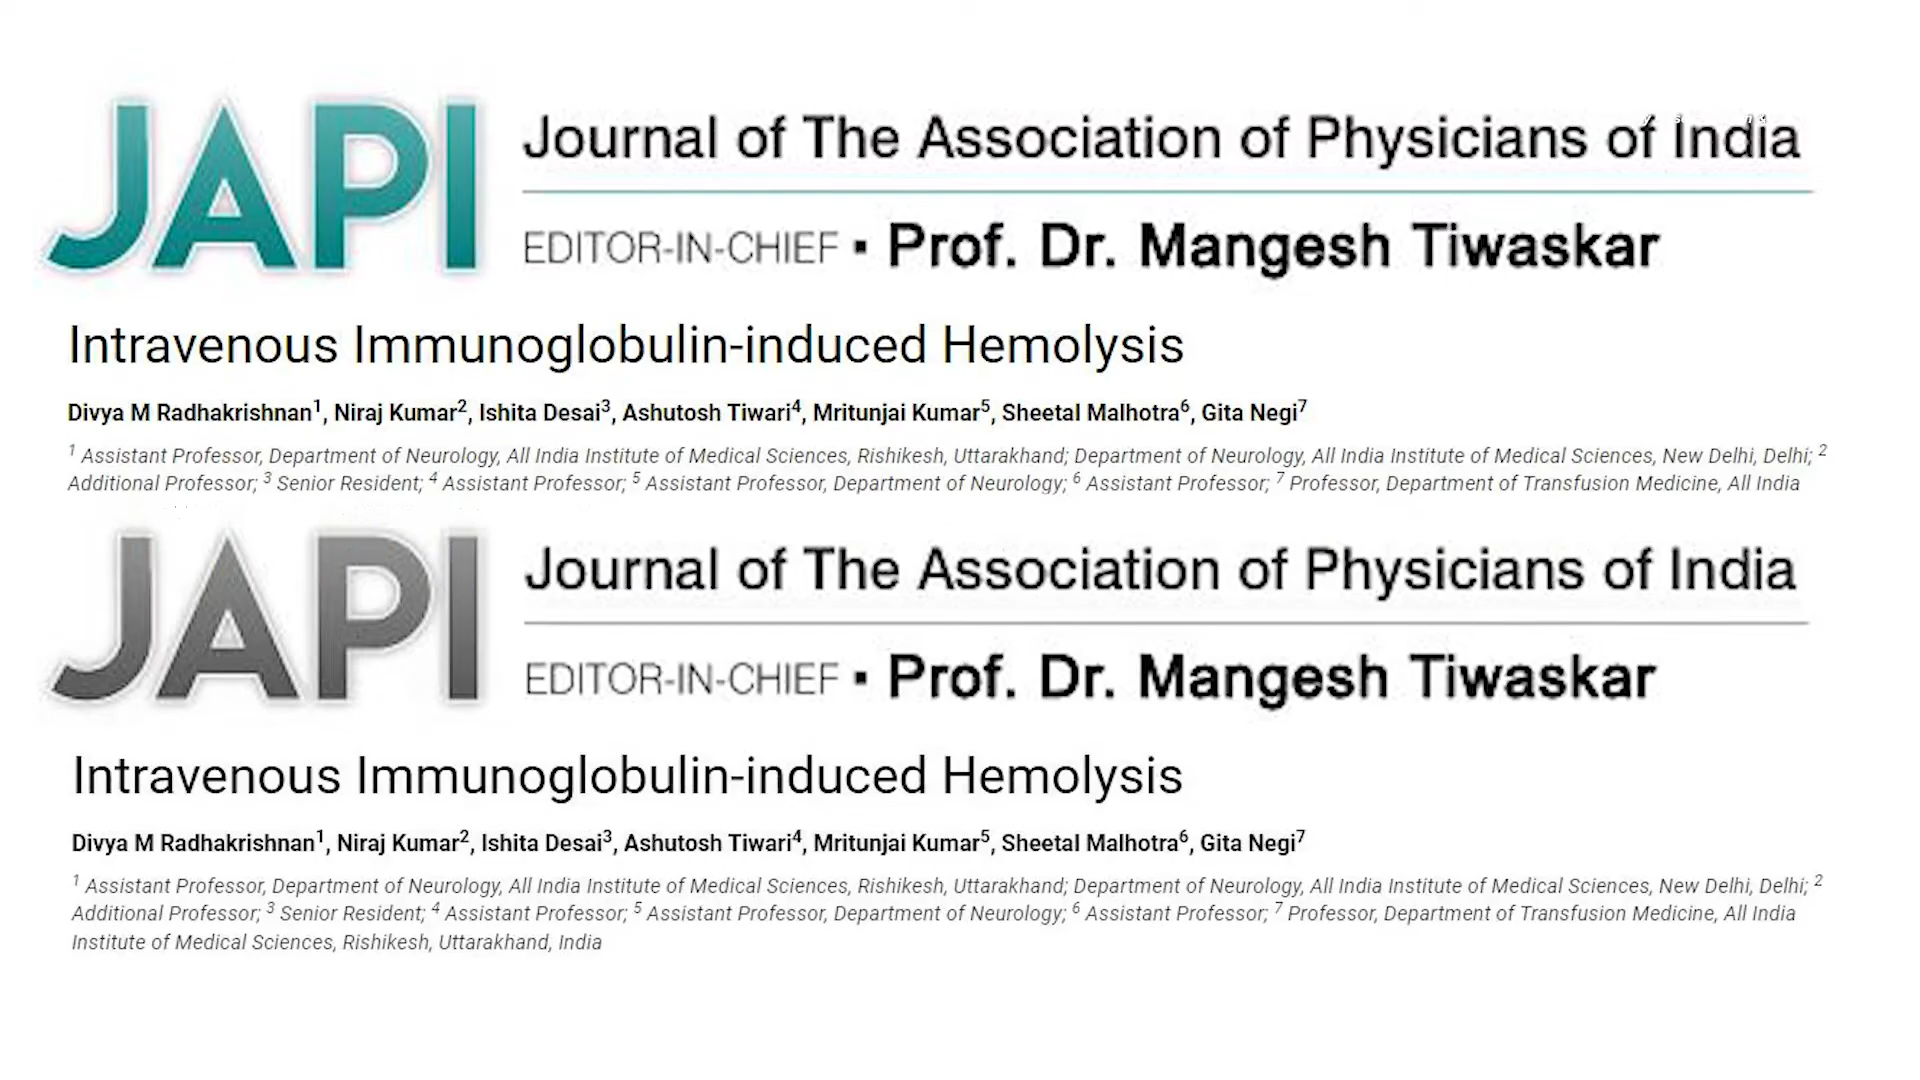 JAPI
Journal of The Association of Physicians of India
EDITOR-IN-CHIEF ▪ Prof. Dr. Mangesh Tiwaskar
Intravenous Immunoglobulin-induced Hemolysis
Divya M Radhakrishnan1, Niraj Kumar2, Ishita Desai3, Ashutosh Tiwari4, Mritunjai Kumar5, Sheetal Malhotra6, Gita Negi7
1 Assistant Professor, Department of Neurology, All India Institute of Medical Sciences, Rishikesh, Uttarakhand; Department of Neurology, All India Institute of Medical Sciences, New Delhi, Delhi; 2
Additional Professor; 3 Senior Resident; 4 Assistant Professor; 5 Assistant Professor, Department of Neurology; 6 Assistant Professor; 7 Professor, Department of Transfusion Medicine, All India
JAPI
Journal of The Association of Physicians of India
EDITOR-IN-CHIEF ▪ Prof. Dr. Mangesh Tiwaskar
Intravenous Immunoglobulin-induced Hemolysis
Divya M Radhakrishnan1, Niraj Kumar2, Ishita Desai3, Ashutosh Tiwari4, Mritunjai Kumar5, Sheetal Malhotra6, Gita Negi7
1 Assistant Professor, Department of Neurology, All India Institute of Medical Sciences, Rishikesh, Uttarakhand; Department of Neurology, All India Institute of Medical Sciences, New Delhi, Delhi; 2
Additional Professor; 3 Senior Resident; 4 Assistant Professor; 5 Assistant Professor, Department of Neurology; 6 Assistant Professor; 7 Professor, Department of Transfusion Medicine, All India
Institute of Medical Sciences, Rishikesh, Uttarakhand, India